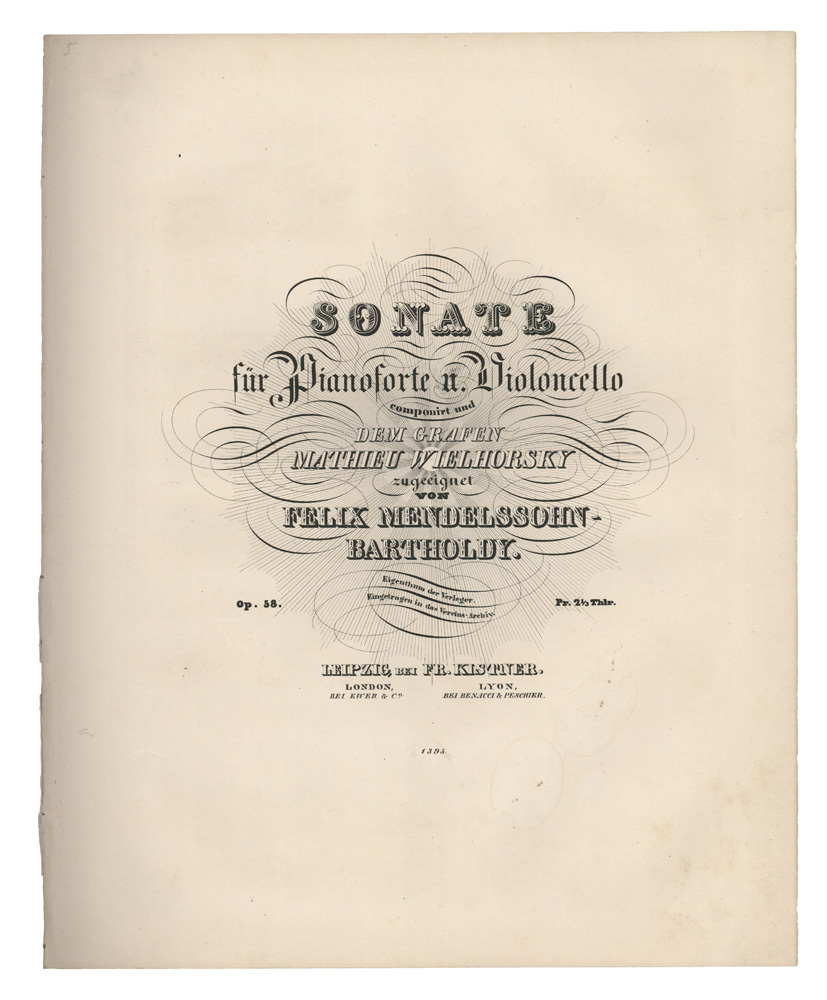 SONATE
für Pianoforte u. Violoncello
componirt und
DEM GRAFEN
MATHIEU WIELHORSKY
zugeeignet
VON
FELIX MENDELSSOHN-
BARTHOLDY.
Eigenthum der Verleger.
Eingetragen in das Vereins-Archiv.
Op. 58.
Pr. 2⅓ Thlr.
LEIPZIG, BEI FR. KISTNER.
LONDON,
BEI EWER & Cº
LYON,
BEI BENACCI & PESCHIER.
1395